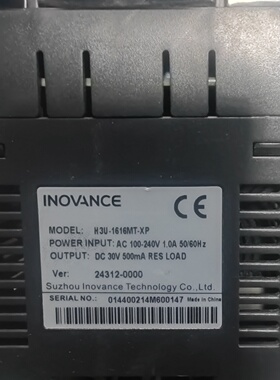 INOVANCE CE
MODEL: H3U-1616MT-XP
POWER INPUT: AC 100-240V 1.0A 50/60Hz
OUTPUT: DC 30V 500mA RES LOAD
Ver: 24312-0000
Suzhou Inovance Technology Co., Ltd
SERIAL NO.: 014400214M600147 Made in China